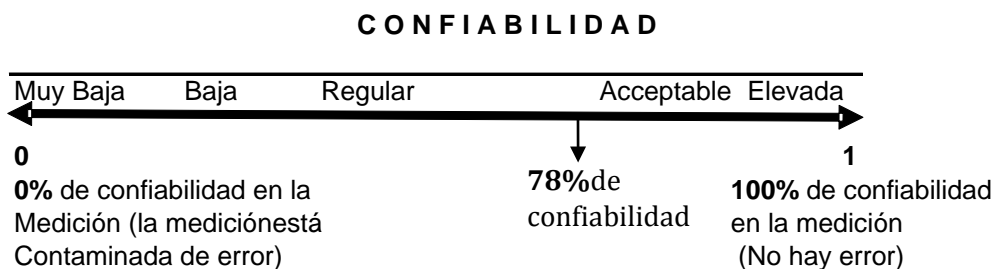 CONFIABILIDAD
Muy Baja Baja Regular Acceptable Elevada
0
0% de confiabilidad en la
Medición (la mediciónestá
Contaminada de error)
78%de
confiabilidad
1
100% de confiabilidad
en la medición
(No hay error)